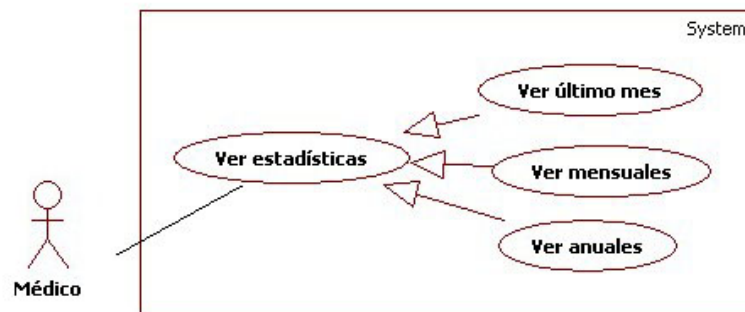 System
Ver último mes
Ver estadísticas
Ver mensuales
Ver anuales
Médico